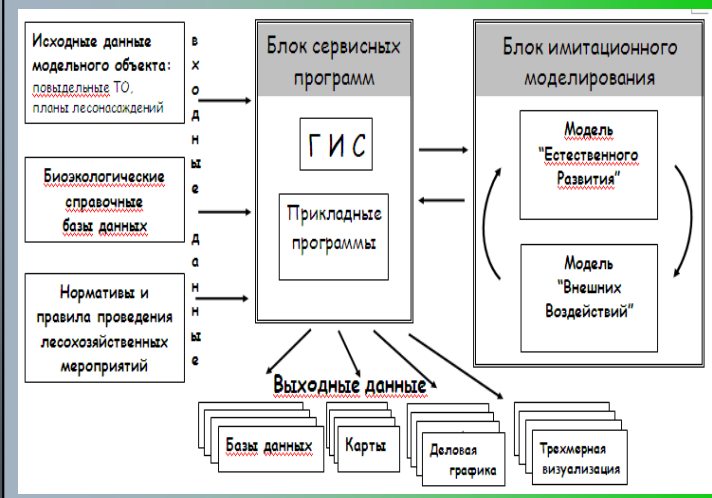 Исходные данные
модельного объекта:
повыдельные ТО,
планы лесонасаждений
Биоэкологические
справочные
базы данных
Нормативы и
правила проведения
лесохозяйственных
мероприятий
входные данные
Блок сервисных
программ
Г И С
Прикладные
программы
Блок имитационного
моделирования
Модель
“Естественного
Развития”
Модель
“Внешних
Воздействий”
Выходные данные
Базы данных
Карты
Деловая
графика
Трехмерная
визуализация